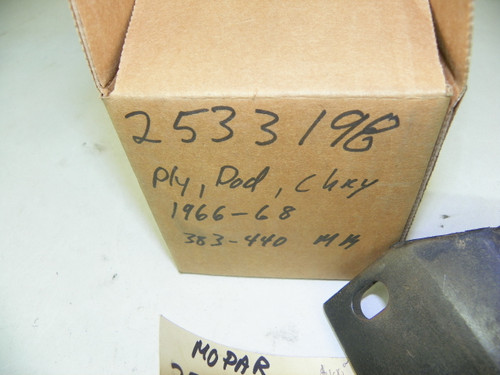 2533198
Ply, Dod, Chry
1966-68
383-440 MM
MOPAR